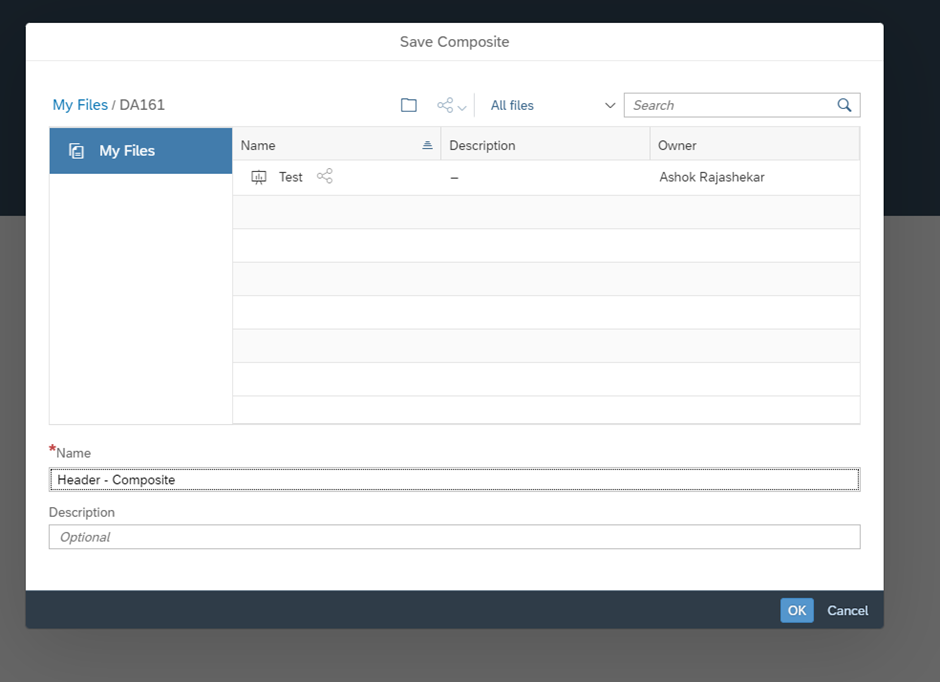 Save Composite
My Files / DA161
All files
Search
My Files
Name
Description
Owner
Test
–
Ashok Rajashekar
*Name
Header - Composite
Description
Optional
OK
Cancel